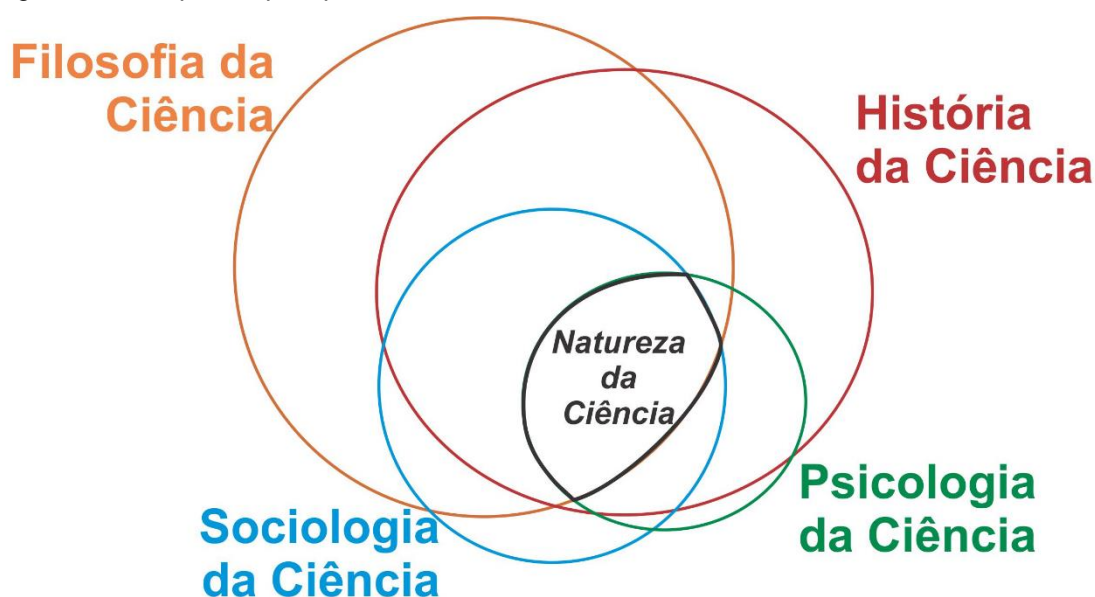 Filosofia da
Ciência
História
da Ciência
Natureza
da
Ciência
Psicologia
da Ciência
Sociologia
da Ciência